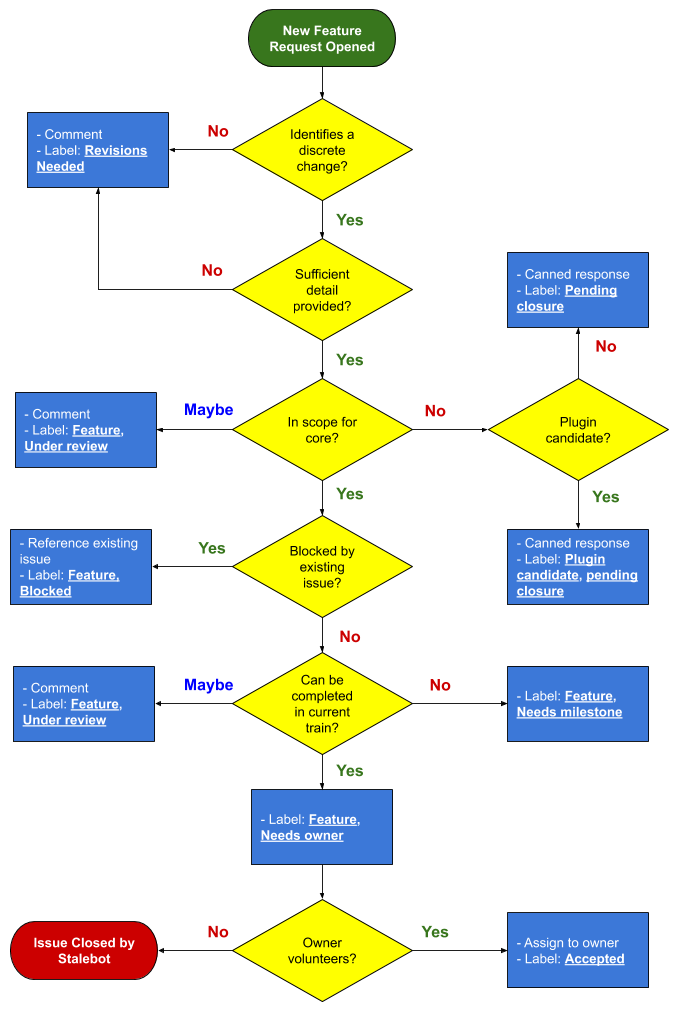 New Feature
Request Opened
Identifies a
discrete
change?
No
- Comment
- Label: Revisions
Needed
Yes
Sufficient
detail
provided?
No
Yes
In scope for
core?
Maybe
- Comment
- Label: Feature,
Under review
No
Plugin
candidate?
No
- Canned response
- Label: Pending
closure
Yes
- Canned response
- Label: Plugin
candidate, pending
closure
Yes
Blocked by
existing
issue?
Yes
- Reference existing
issue
- Label: Feature,
Blocked
No
Can be
completed
in current
train?
Maybe
- Comment
- Label: Feature,
Under review
No
- Label: Feature,
Needs milestone
Yes
- Label: Feature,
Needs owner
Owner
volunteers?
No
Issue Closed by
Stalebot
Yes
- Assign to owner
- Label: Accepted